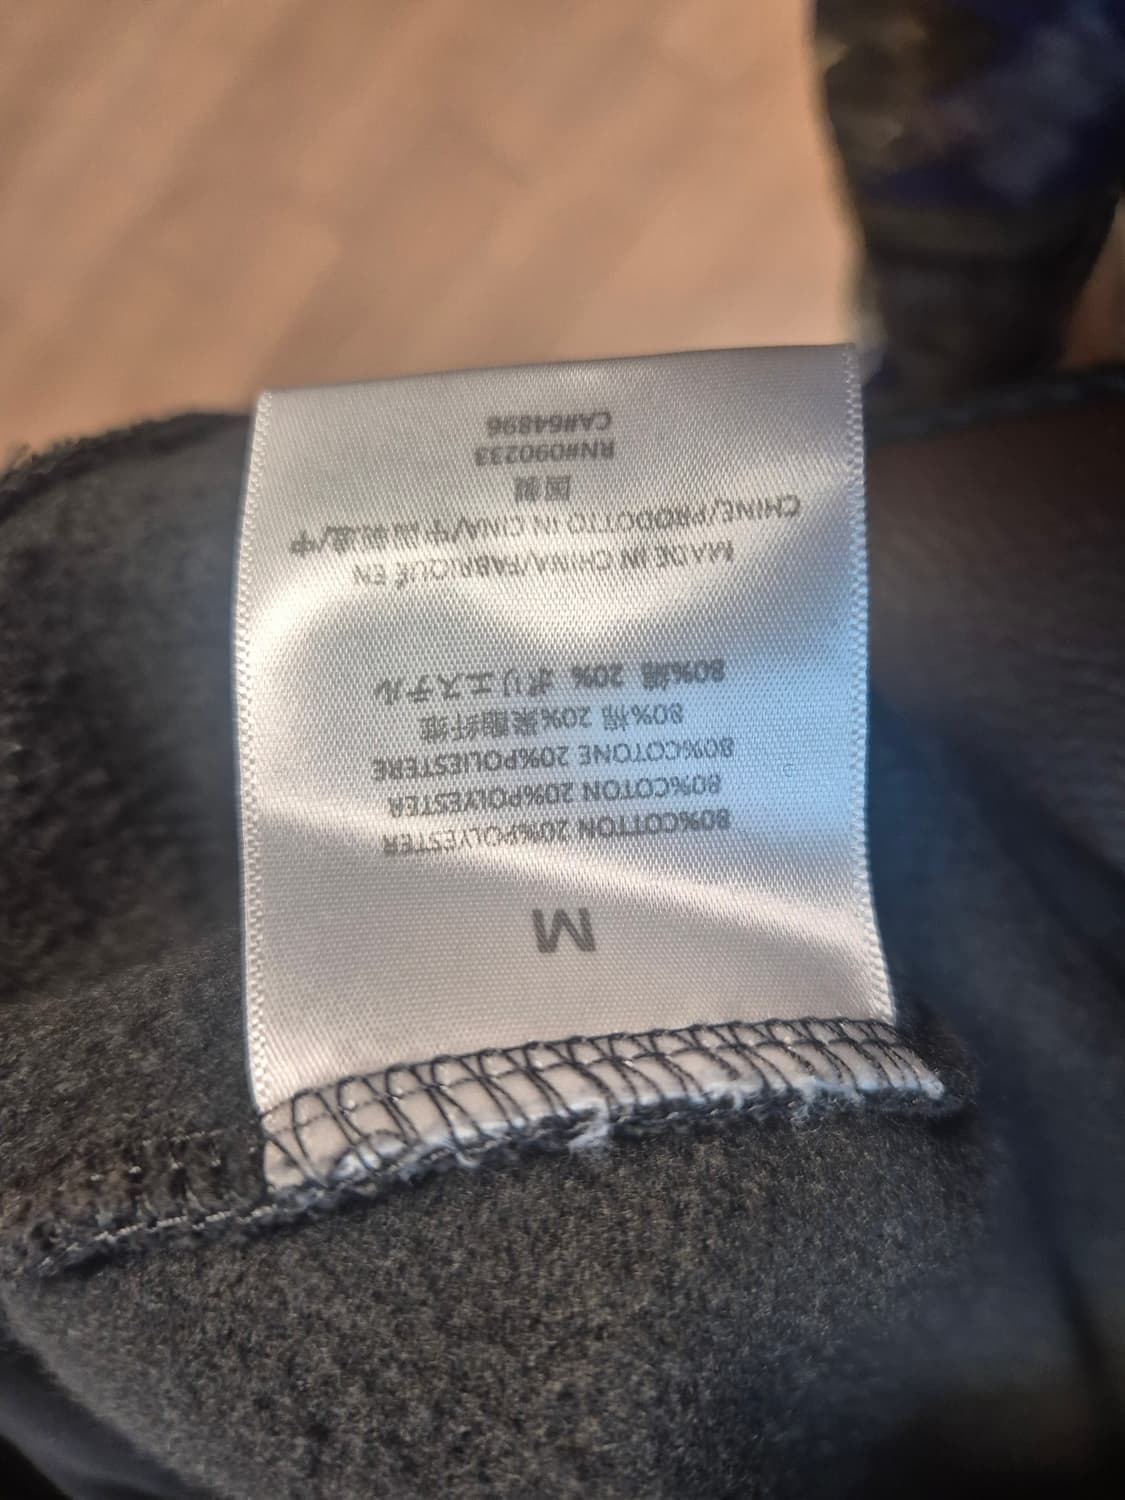 M
80%COTTON 20%POLYESTER
80%COTON 20%POLYESTER
80%COTONE 20%POLIESTERE
80%棉 20%聚酯纤维
80%綿 20% ポリエステル
MADE IN CHINA/FABRIQUÉ EN
CHINE/PRODOTTO IN CINA/中国制造/中
国製
RN#090233
CA#64896